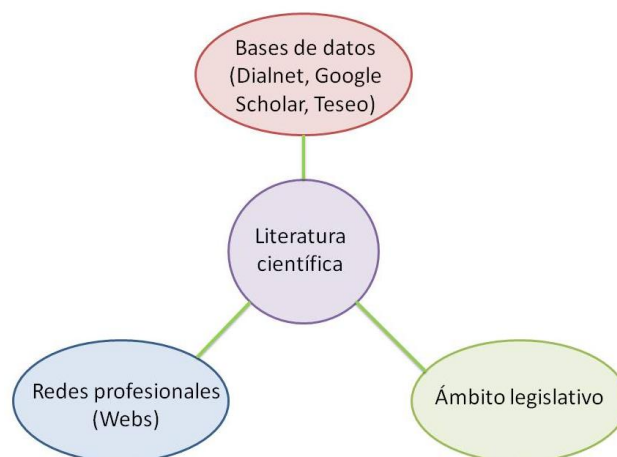 Bases de datos
(Dialnet, Google
Scholar, Teseo)
Literatura
científica
Redes profesionales
(Webs)
Ámbito legislativo